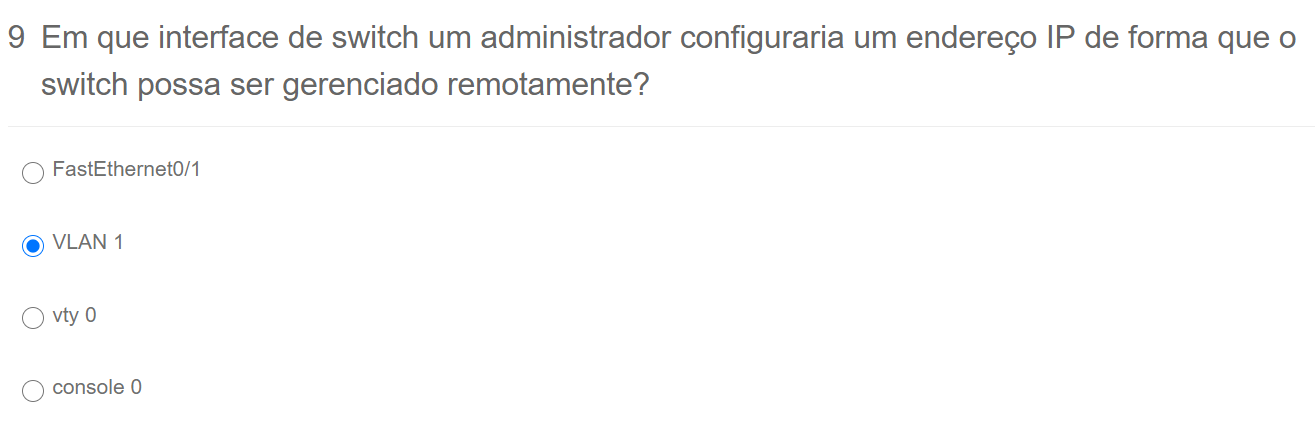 9 Em que interface de switch um administrador configuraria um endereço IP de forma que o
switch possa ser gerenciado remotamente?
FastEthernet0/1
VLAN 1
vty 0
console 0